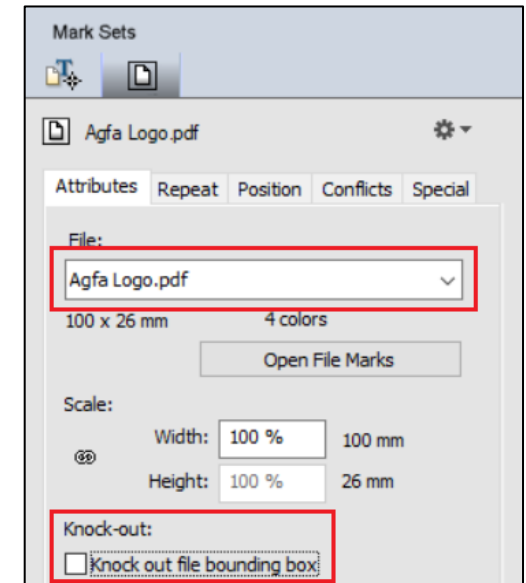 Mark Sets
Agfa Logo.pdf
Attributes Repeat Position Conflicts Special
File:
Agfa Logo.pdf
100 x 26 mm 4 colors
Open File Marks
Scale:
Width: 100 % 100 mm
Height: 100 % 26 mm
Knock-out:
Knock out file bounding box